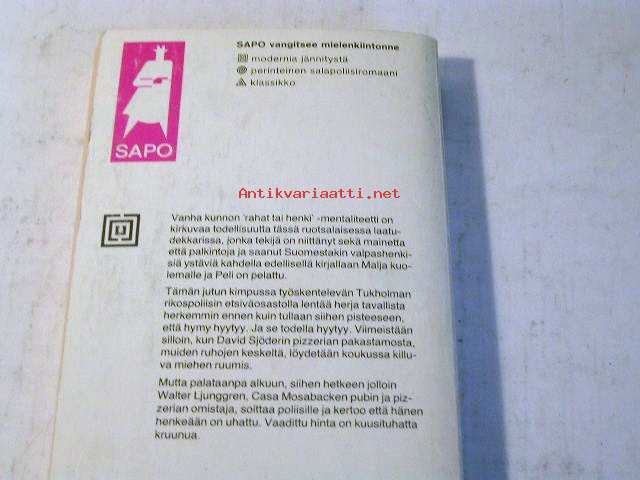 SAPO vangitsee mielenkiintonne
modernia jännitystä
perinteinen salapoliisiromaani
klassikko
SAPO
Antikvariaatti.net
Vanha kunnon 'rahat tai henki' -mentaliteetti on
kirkuvaa todellisuutta tässä ruotsalaisessa laatu-
dekkarissa, jonka tekijä on niittänyt sekä mainetta
että palkintoja ja saanut Suomestakin valpashenki-
siä ystäviä kahdella edellisellä kirjallaan Malja kuo-
lemalle ja Peli on pelattu.
Tämän jutun kimpussa työskentelevän Tukholman
rikospoliisin etsiväosastolla lentää herja tavallista
herkemmin ennen kuin tullaan siihen pisteeseen,
että hymy hyytyy. Ja se todella hyytyy. Viimeistään
silloin, kun David Sjöderin pizzerian pakastamosta,
muiden ruhojen keskeltä, löydetään koukussa killu-
va miehen ruumis.
Mutta palataanpa alkuun, siihen hetkeen jolloin
Walter Ljunggren, Casa Mosabacken pubin ja piz-
zerian omistaja, soittaa poliisille ja kertoo että hänen
henkeään on uhattu. Vaadittu hinta on kuusituhatta
kruunua.